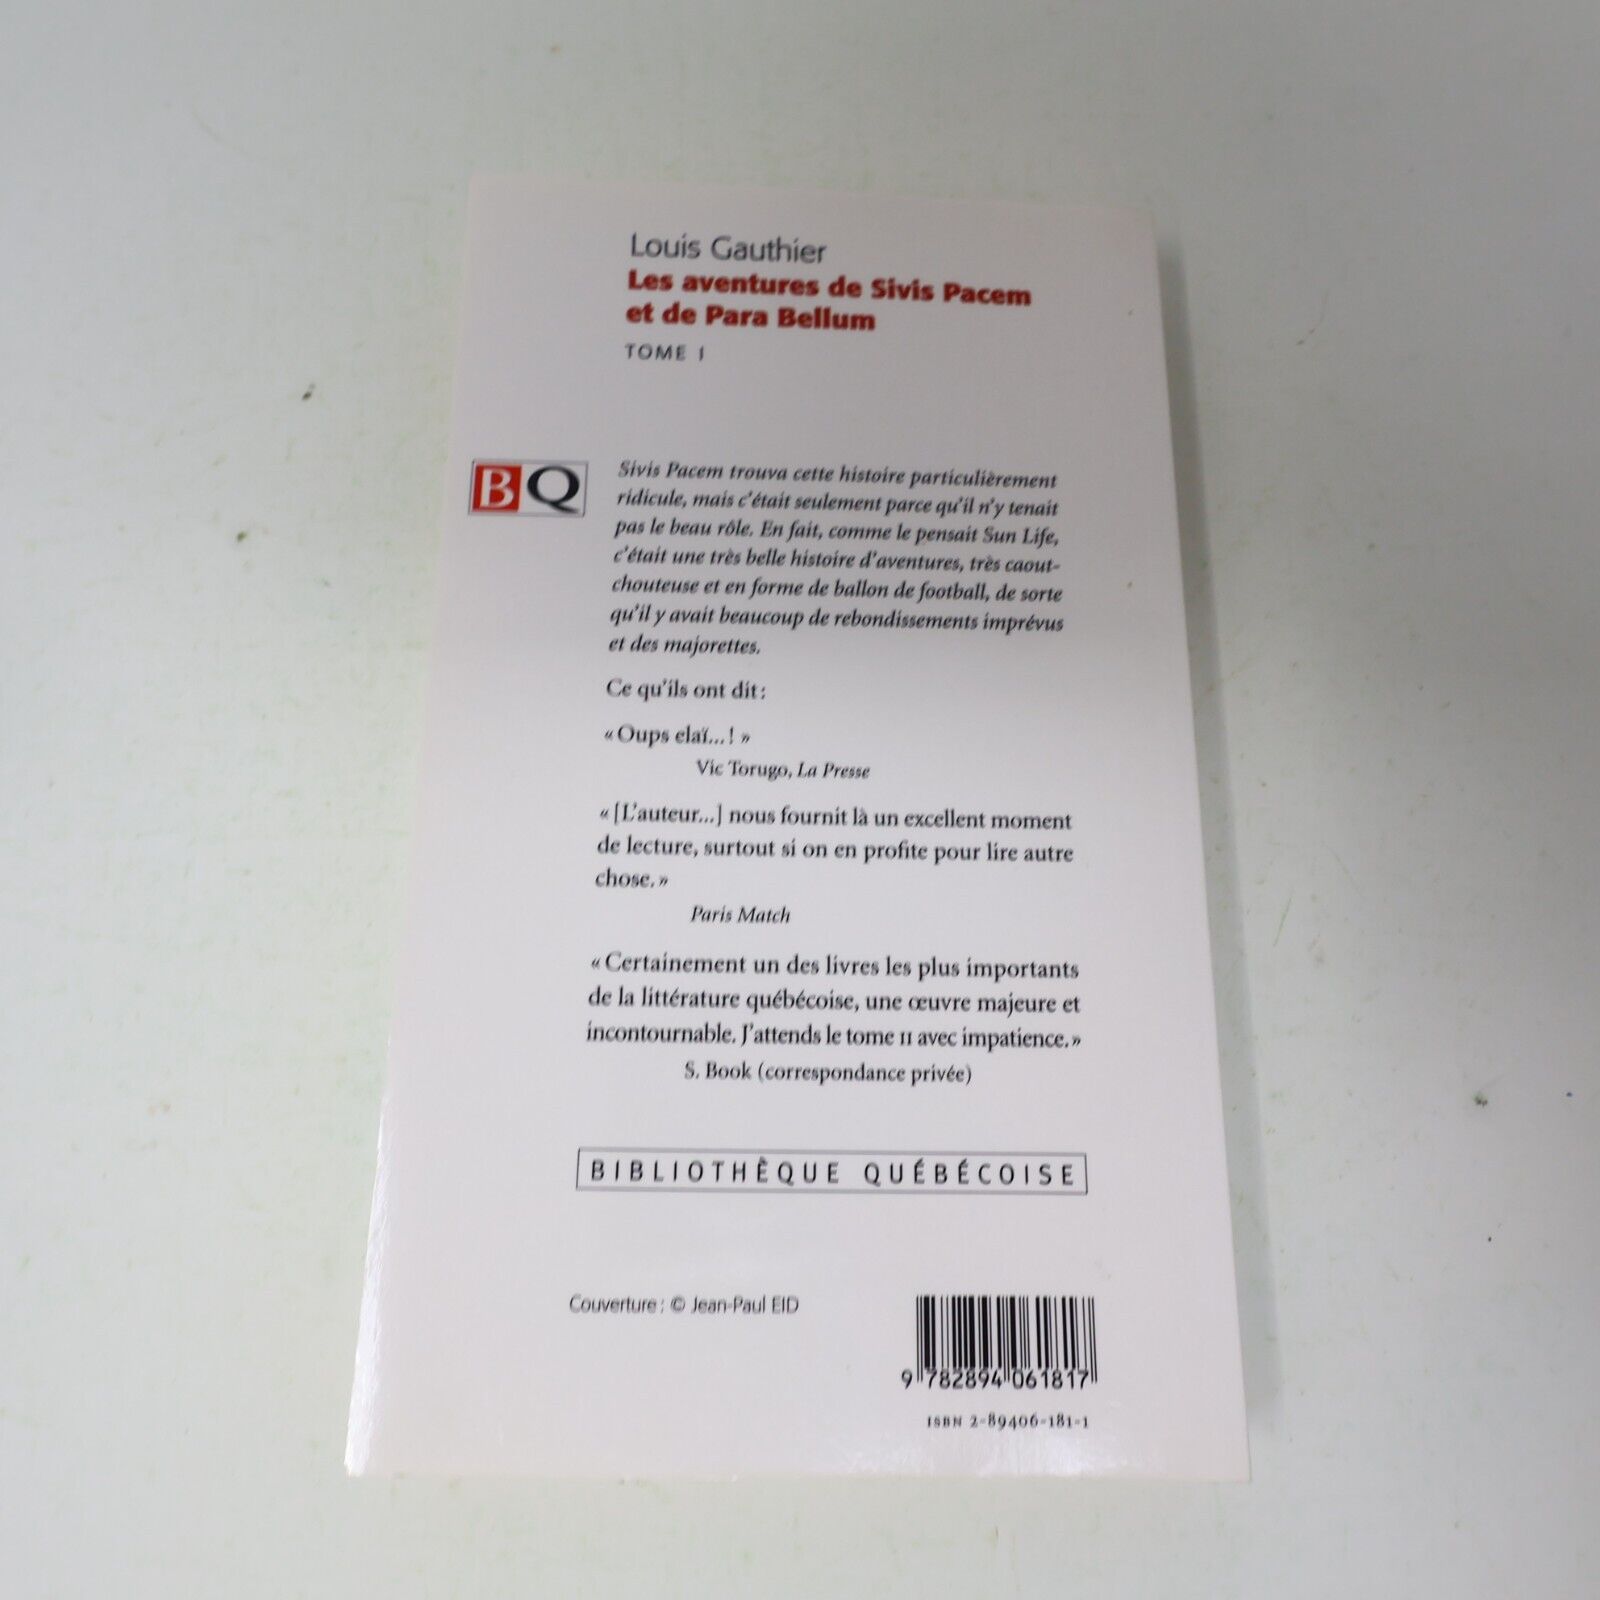 Louis Gauthier
Les aventures de Sivis Pacem
et de Para Bellum
TOME I
BQ
Sivis Pacem trouva cette histoire particulièrement
ridicule, mais c'était seulement parce qu'il n'y tenait
pas le beau rôle. En fait, comme le pensait Sun Life,
c'était une très belle histoire d'aventures, très caout-
chouteuse et en forme de ballon de football, de sorte
qu'il y avait beaucoup de rebondissements imprévus
et des majorettes.
Ce qu'ils ont dit :
« Oups elaï...! »
Vic Torugo, La Presse
« [L'auteur...] nous fournit là un excellent moment
de lecture, surtout si on en profite pour lire autre
chose. »
Paris Match
« Certainement un des livres les plus importants
de la littérature québécoise, une œuvre majeure et
incontournable. J'attends le tome II avec impatience. »
S. Book (correspondance privée)
BIBLIOTHÈQUE QUÉBÉCOISE
Couverture : © Jean-Paul EID
9 782894 061817
ISBN 2-89406-181-1